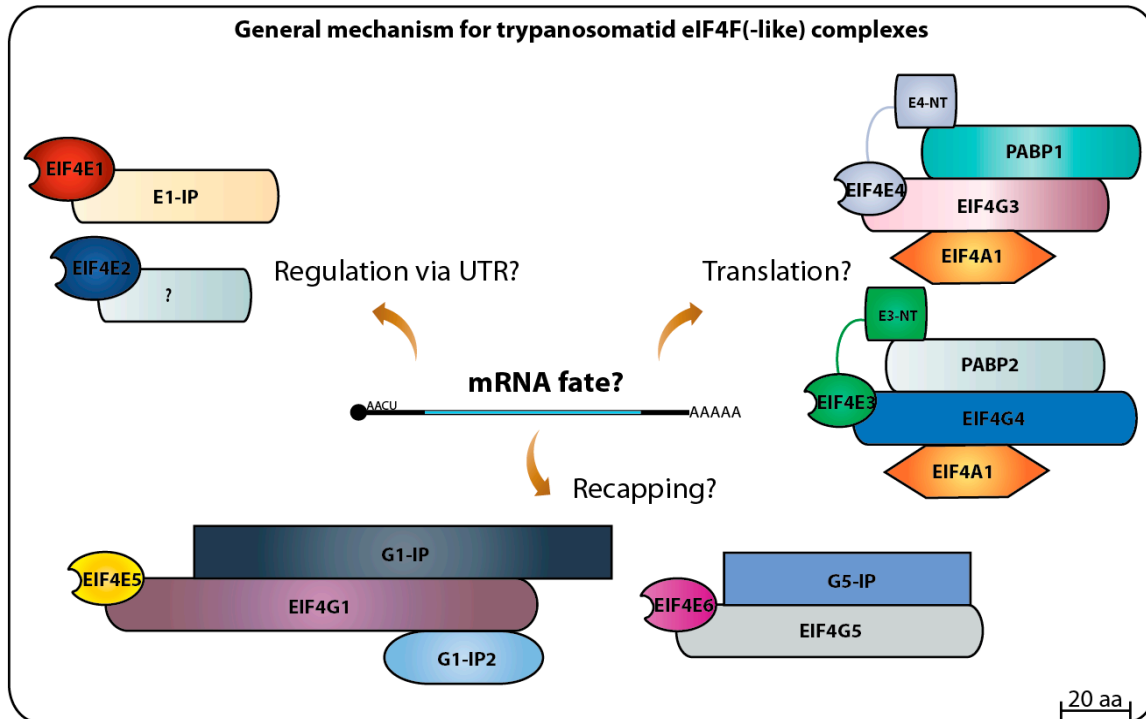 General mechanism for trypanosomatid eIF4F(-like) complexes
EIF4E1
E1-IP
EIF4E2
?
Regulation via UTR?
Translation?
E4-NT
PABP1
EIF4E4
EIF4G3
EIF4A1
E3-NT
PABP2
EIF4E3
EIF4G4
EIF4A1
mRNA fate?
AACU
AAAAA
Recapping?
G1-IP
EIF4E5
EIF4G1
G1-IP2
G5-IP
EIF4E6
EIF4G5
20 aa